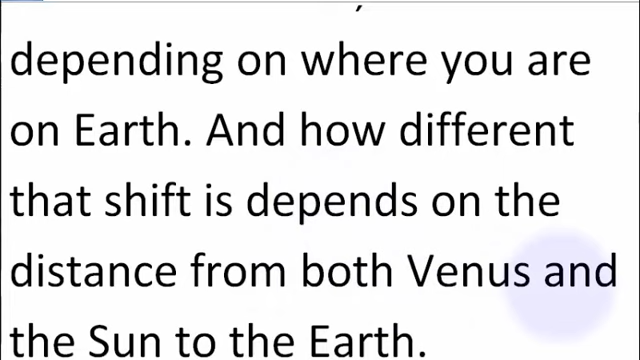 depending on where you are
on Earth. And how different
that shift is depends on the
distance from both Venus and
the Sun to the Earth.